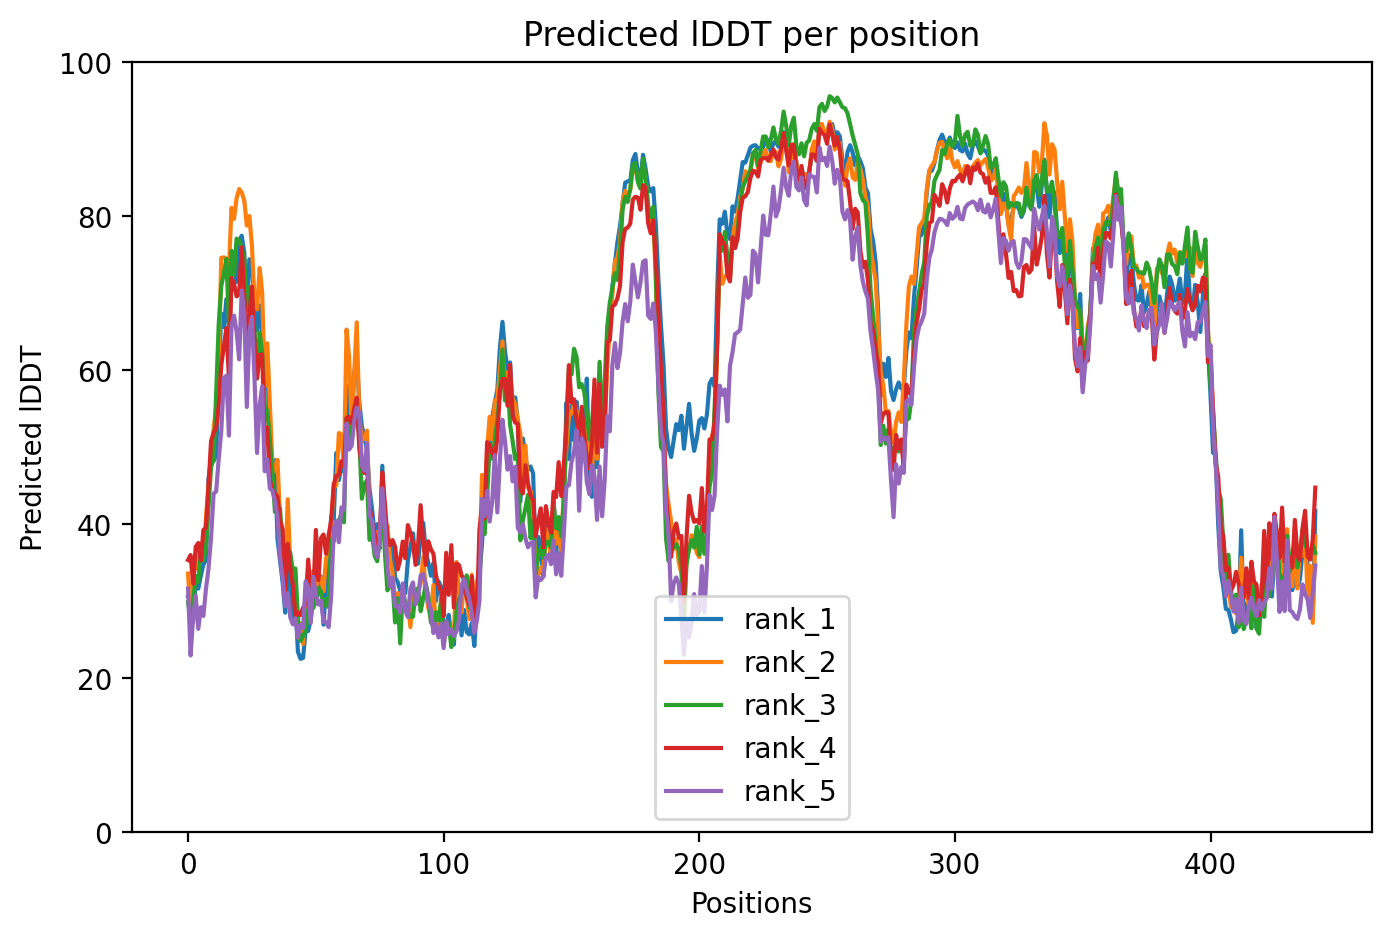 Predicted lDDT per position
100
80
60
40
20
0
Predicted lDDT
0 100 200 300 400
Positions
rank_1
rank_2
rank_3
rank_4
rank_5